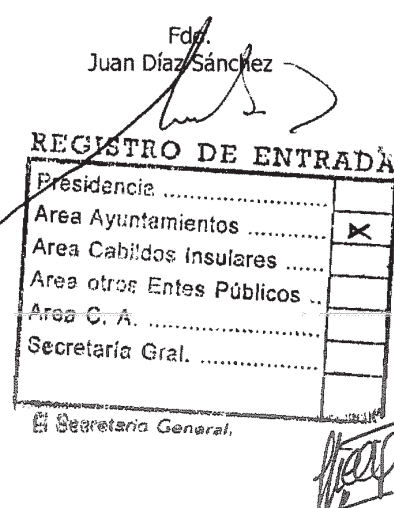 Fdo.
Juan Díaz Sánchez
REGISTRO DE ENTRADA
Presidencia ..............................
Area Ayuntamientos ............ x
Area Cabildos Insulares ......
Area otros Entes Públicos ..
Area C. A. ..........................
Secretaría Gral. ..................
El Secretario General,